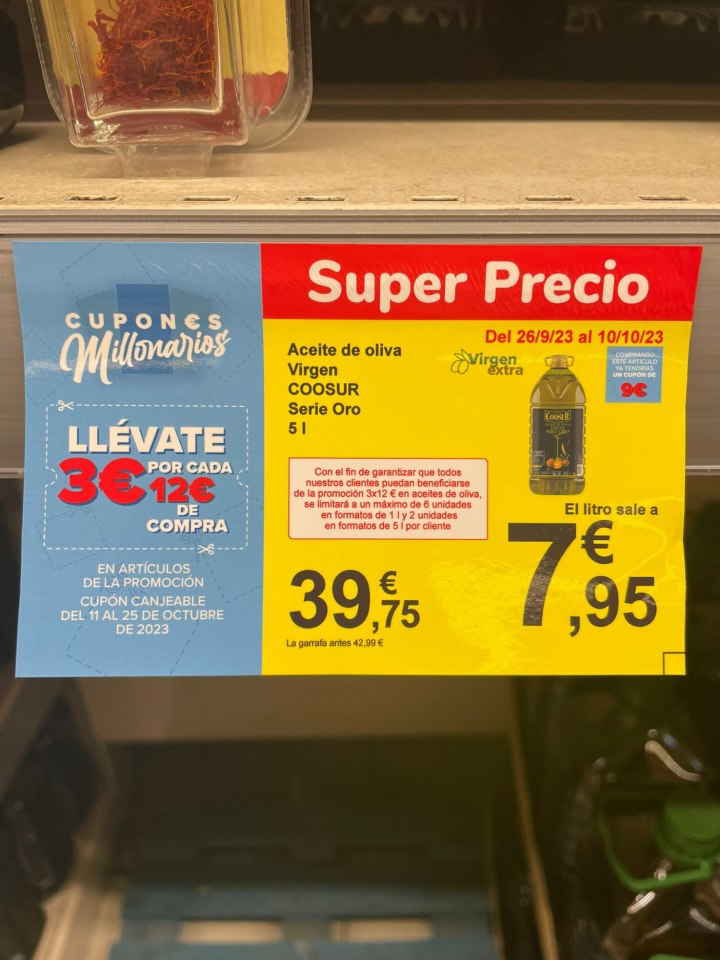 CUPON€S
Millonarios
LLÉVATE
3€ POR CADA
12€
DE
COMPRA
EN ARTÍCULOS
DE LA PROMOCIÓN
CUPÓN CANJEABLE
DEL 11 AL 25 DE OCTUBRE
DE 2023
Super Precio
Del 26/9/23 al 10/10/23
Aceite de oliva
Virgen
COOSUR
Serie Oro
5 l
Virgen
extra
COMPRANDO
ESTE ARTÍCULO
YA TENDRÍAS
UN CUPÓN DE
9€
COOSUR
SERIE ORO
Con el fin de garantizar que todos
nuestros clientes puedan beneficiarse
de la promoción 3x12 € en aceites de oliva,
se limitará a un máximo de 6 unidades
en formatos de 1 l y 2 unidades
en formatos de 5 l por cliente
El litro sale a
7,95 €
39,75 €
La garrafa antes 42,99 €